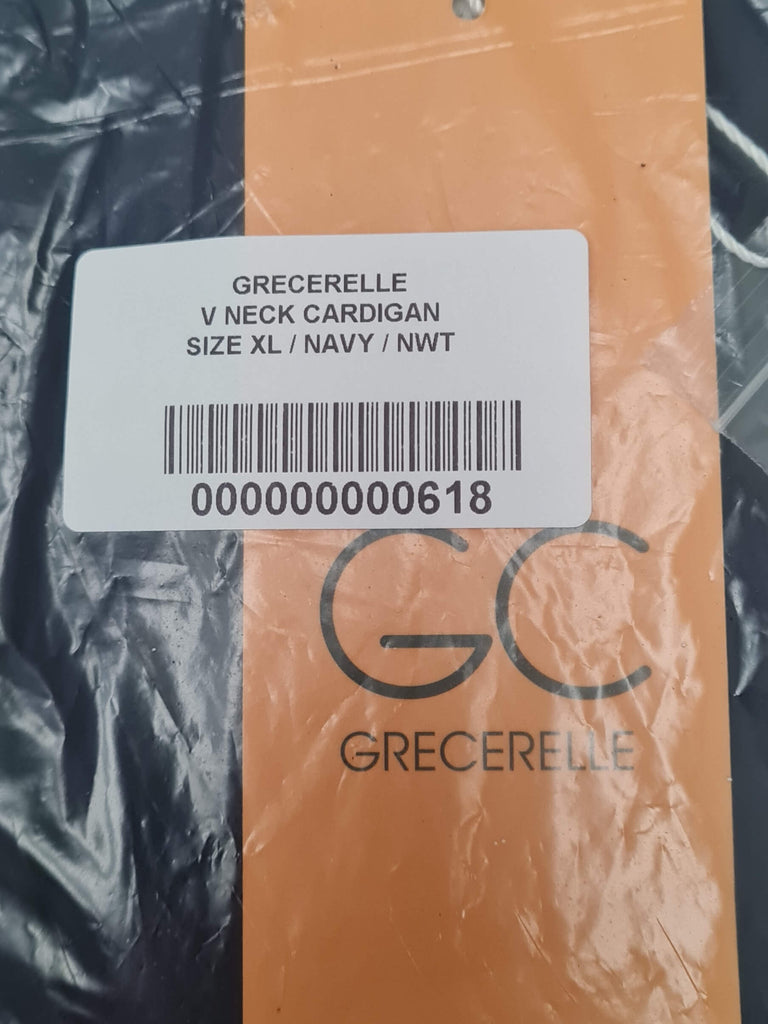 GRECERELLE
V NECK CARDIGAN
SIZE XL / NAVY / NWT
000000000618
GC
GRECERELLE